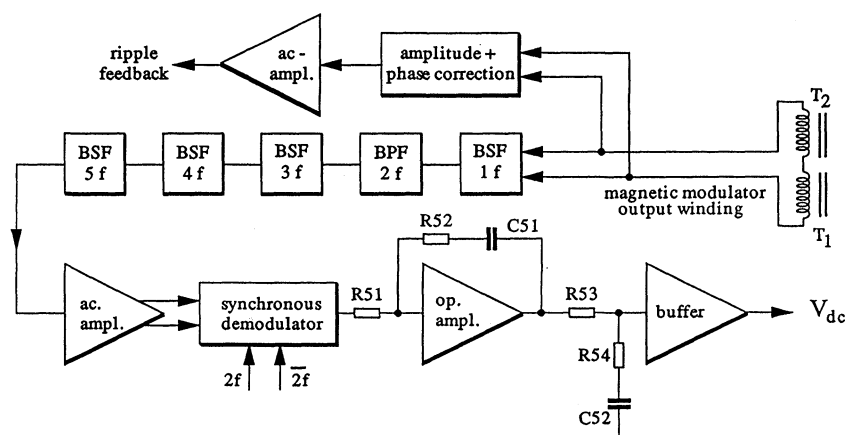 ripple
feedback
ac -
ampl.
amplitude +
phase correction
T2
BSF
5 f
BSF
4 f
BSF
3 f
BPF
2 f
BSF
1 f
magnetic modulator
output winding
T1
R52
C51
ac.
ampl.
synchronous
demodulator
R51
op.
ampl.
R53
buffer
Vdc
R54
2f
2f
C52